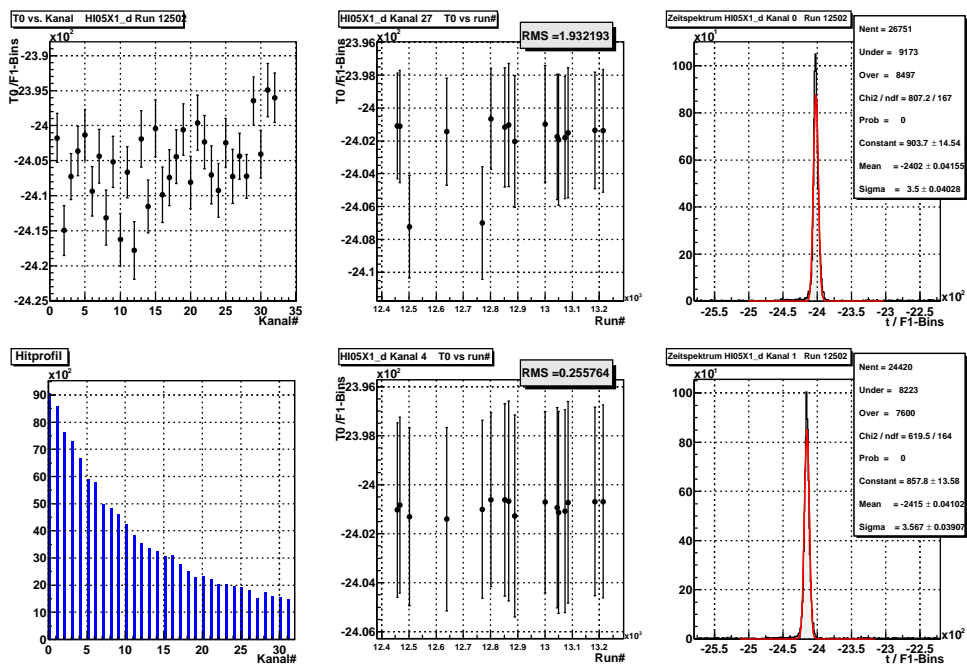 T0 vs. Kanal HI05X1_d Run 12502
x10²
T0 /F1-Bins
-23.9
-23.95
-24
-24.05
-24.1
-24.15
-24.2
-24.25
0 5 10 15 20 25 30 35
Kanal#
HI05X1_d Kanal 27 T0 vs run#
RMS =1.932193
x10²
T0 /F1-Bins
-23.96
-23.98
-24
-24.02
-24.04
-24.06
-24.08
-24.1
12.4 12.5 12.6 12.7 12.8 12.9 13 13.1 13.2
x10³
Run#
Zeitspektrum HI05X1_d Kanal 0 Run 12502
x10¹
100
80
60
40
20
0
-25.5 -25 -24.5 -24 -23.5 -23 -22.5
x10²
t / F1-Bins
Nent = 26751
Under = 9173
Over = 8497
Chi2 / ndf = 807.2 / 167
Prob = 0
Constant = 903.7 ± 14.54
Mean = -2402 ± 0.04155
Sigma = 3.5 ± 0.04028
Hitprofil
x10²
90
80
70
60
50
40
30
20
10
0
0 10 20 30
Kanal#
HI05X1_d Kanal 4 T0 vs run#
RMS =0.255764
x10²
T0 /F1-Bins
-23.96
-23.98
-24
-24.02
-24.04
-24.06
12.4 12.5 12.6 12.7 12.8 12.9 13 13.1 13.2
x10³
Run#
Zeitspektrum HI05X1_d Kanal 1 Run 12502
x10¹
100
80
60
40
20
0
-25.5 -25 -24.5 -24 -23.5 -23 -22.5
x10²
t / F1-Bins
Nent = 24420
Under = 8223
Over = 7600
Chi2 / ndf = 619.5 / 164
Prob = 0
Constant = 857.8 ± 13.58
Mean = -2415 ± 0.04102
Sigma = 3.567 ± 0.03907